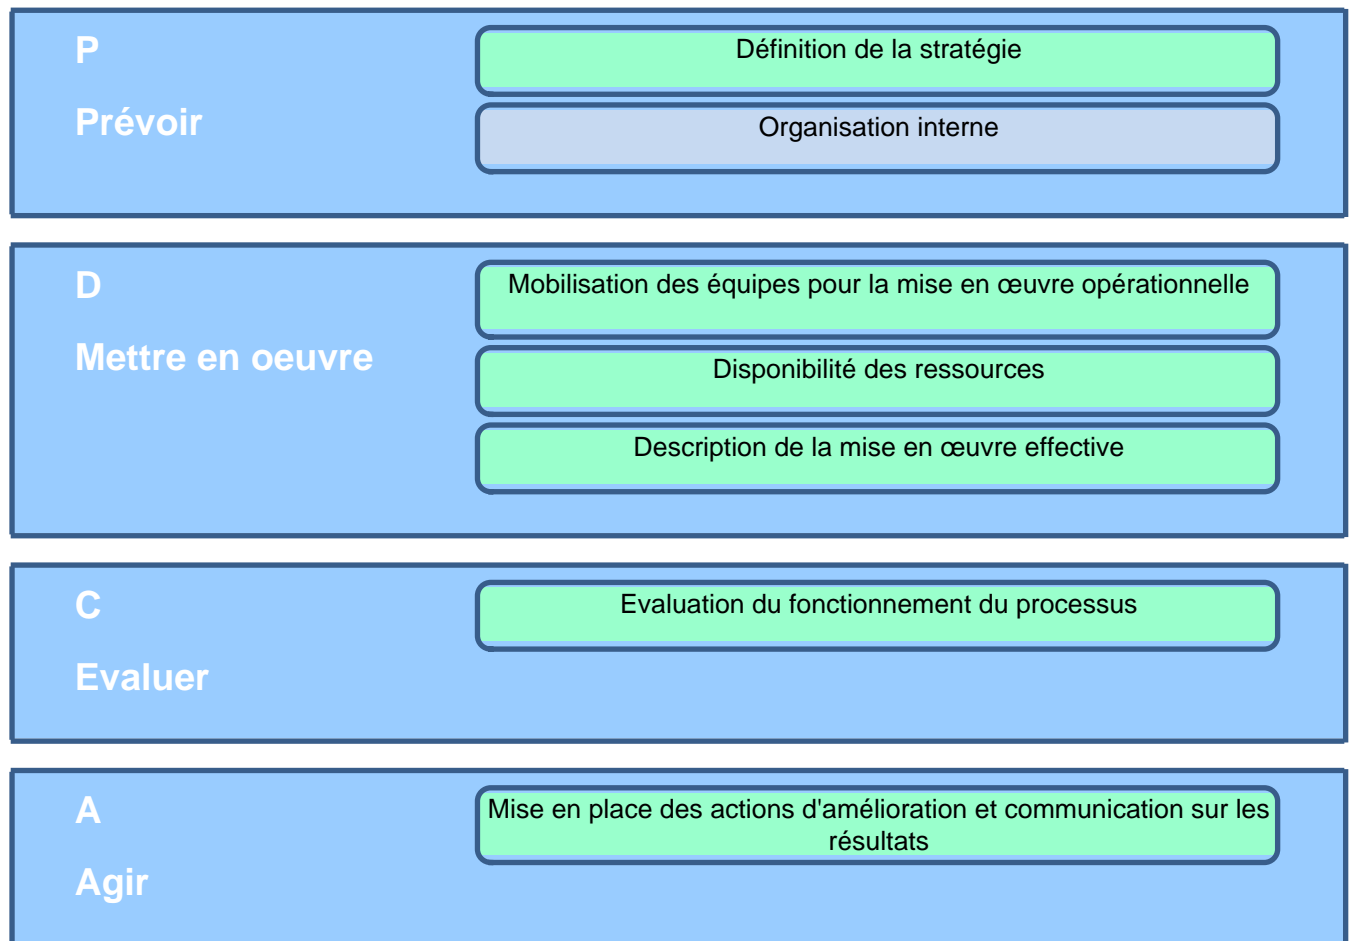 P
Prévoir
Définition de la stratégie
Organisation interne
D
Mettre en oeuvre
Mobilisation des équipes pour la mise en œuvre opérationnelle
Disponibilité des ressources
Description de la mise en œuvre effective
C
Evaluer
Evaluation du fonctionnement du processus
A
Agir
Mise en place des actions d'amélioration et communication sur les
résultats